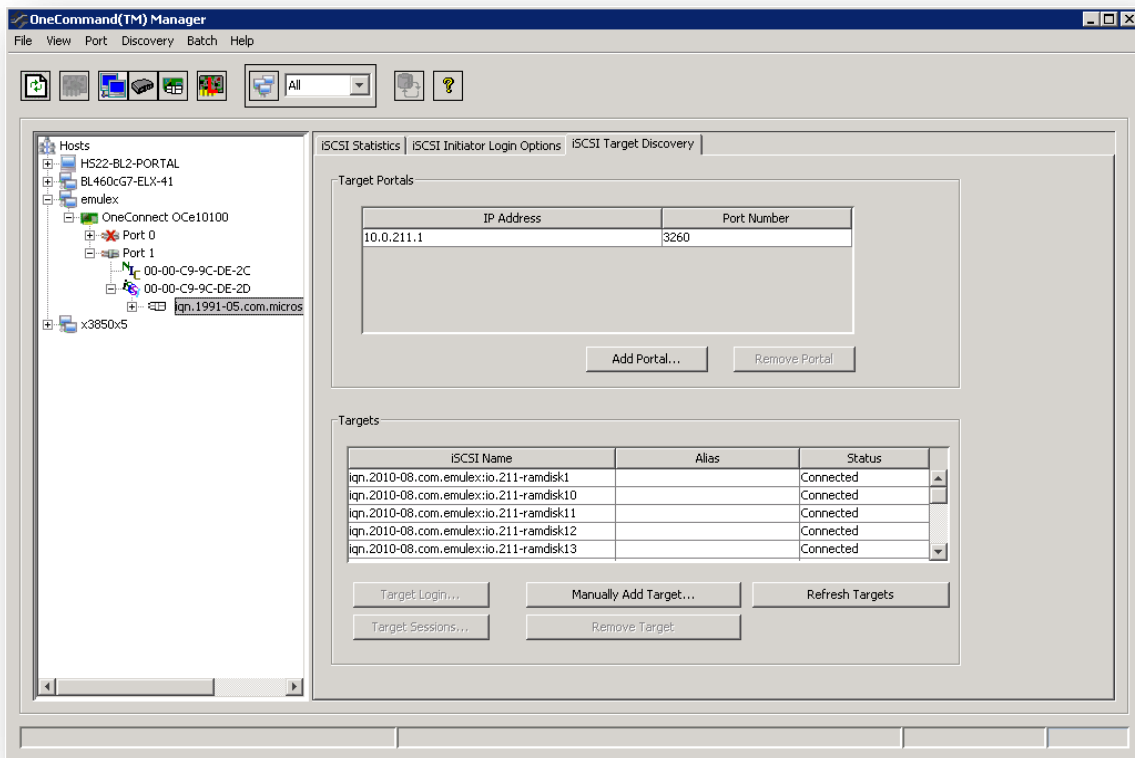 OneCommand(TM) Manager
File View Port Discovery Batch Help
All
Hosts
HS22-BL2-PORTAL
BL460cG7-ELX-41
emulex
OneConnect OCe10100
Port 0
Port 1
NIC 00-00-C9-9C-DE-2C
00-00-C9-9C-DE-2D
iqn.1991-05.com.micros
x3850x5
iSCSI Statistics iSCSI Initiator Login Options iSCSI Target Discovery
Target Portals
IP Address Port Number
10.0.211.1 3260
Add Portal... Remove Portal
Targets
iSCSI Name Alias Status
iqn.2010-08.com.emulex:io.211-ramdisk1 Connected
iqn.2010-08.com.emulex:io.211-ramdisk10 Connected
iqn.2010-08.com.emulex:io.211-ramdisk11 Connected
iqn.2010-08.com.emulex:io.211-ramdisk12 Connected
iqn.2010-08.com.emulex:io.211-ramdisk13 Connected
Target Login... Manually Add Target... Refresh Targets
Target Sessions... Remove Target